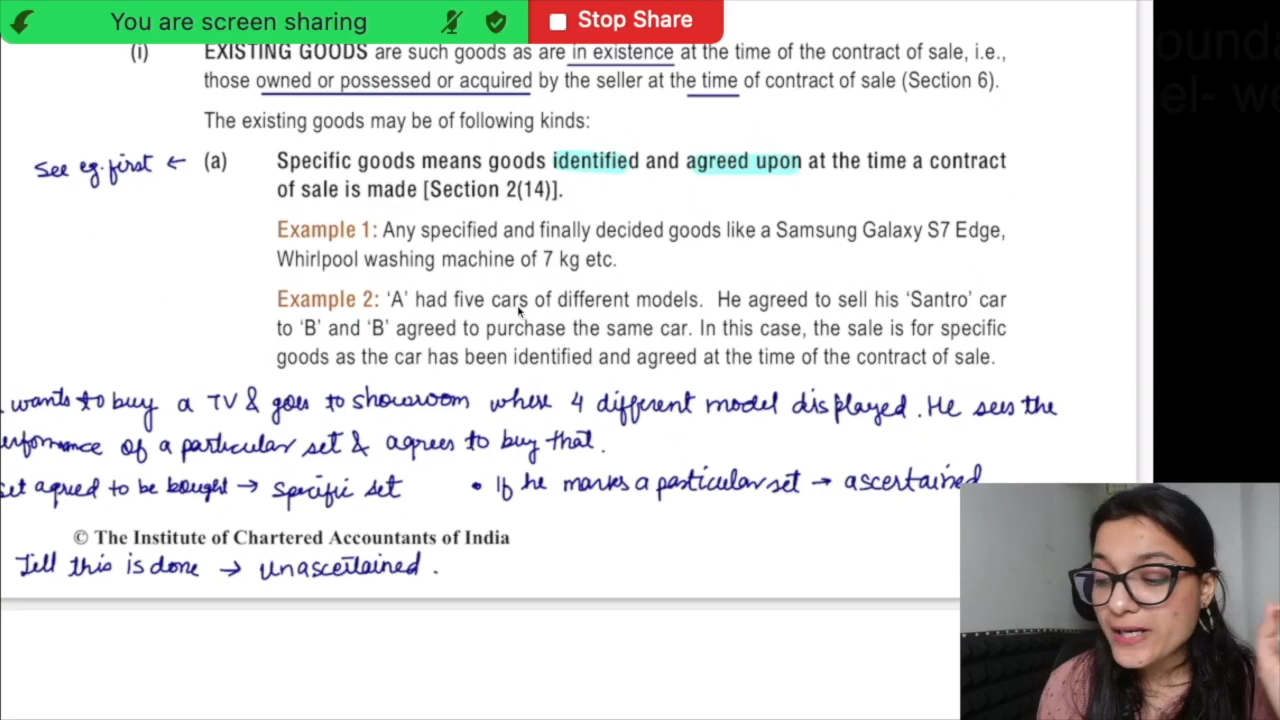 You are screen sharing Stop Share
(i) EXISTING GOODS are such goods as are in existence at the time of the contract of sale, i.e.,
those owned or possessed or acquired by the seller at the time of contract of sale (Section 6).
The existing goods may be of following kinds:
See eg. first ← (a) Specific goods means goods identified and agreed upon at the time a contract
of sale is made [Section 2(14)].
Example 1: Any specified and finally decided goods like a Samsung Galaxy S7 Edge,
Whirlpool washing machine of 7 kg etc.
Example 2: ‘A’ had five cars of different models. He agreed to sell his ‘Santro’ car
to ‘B’ and ‘B’ agreed to purchase the same car. In this case, the sale is for specific
goods as the car has been identified and agreed at the time of the contract of sale.
wants to buy a TV & goes to showroom where 4 different model displayed. He sees the
erformance of a particular set & agrees to buy that.
set agreed to be bought → specific set • If he marks a particular set → ascertained
© The Institute of Chartered Accountants of India
Till this is done → unascertained.